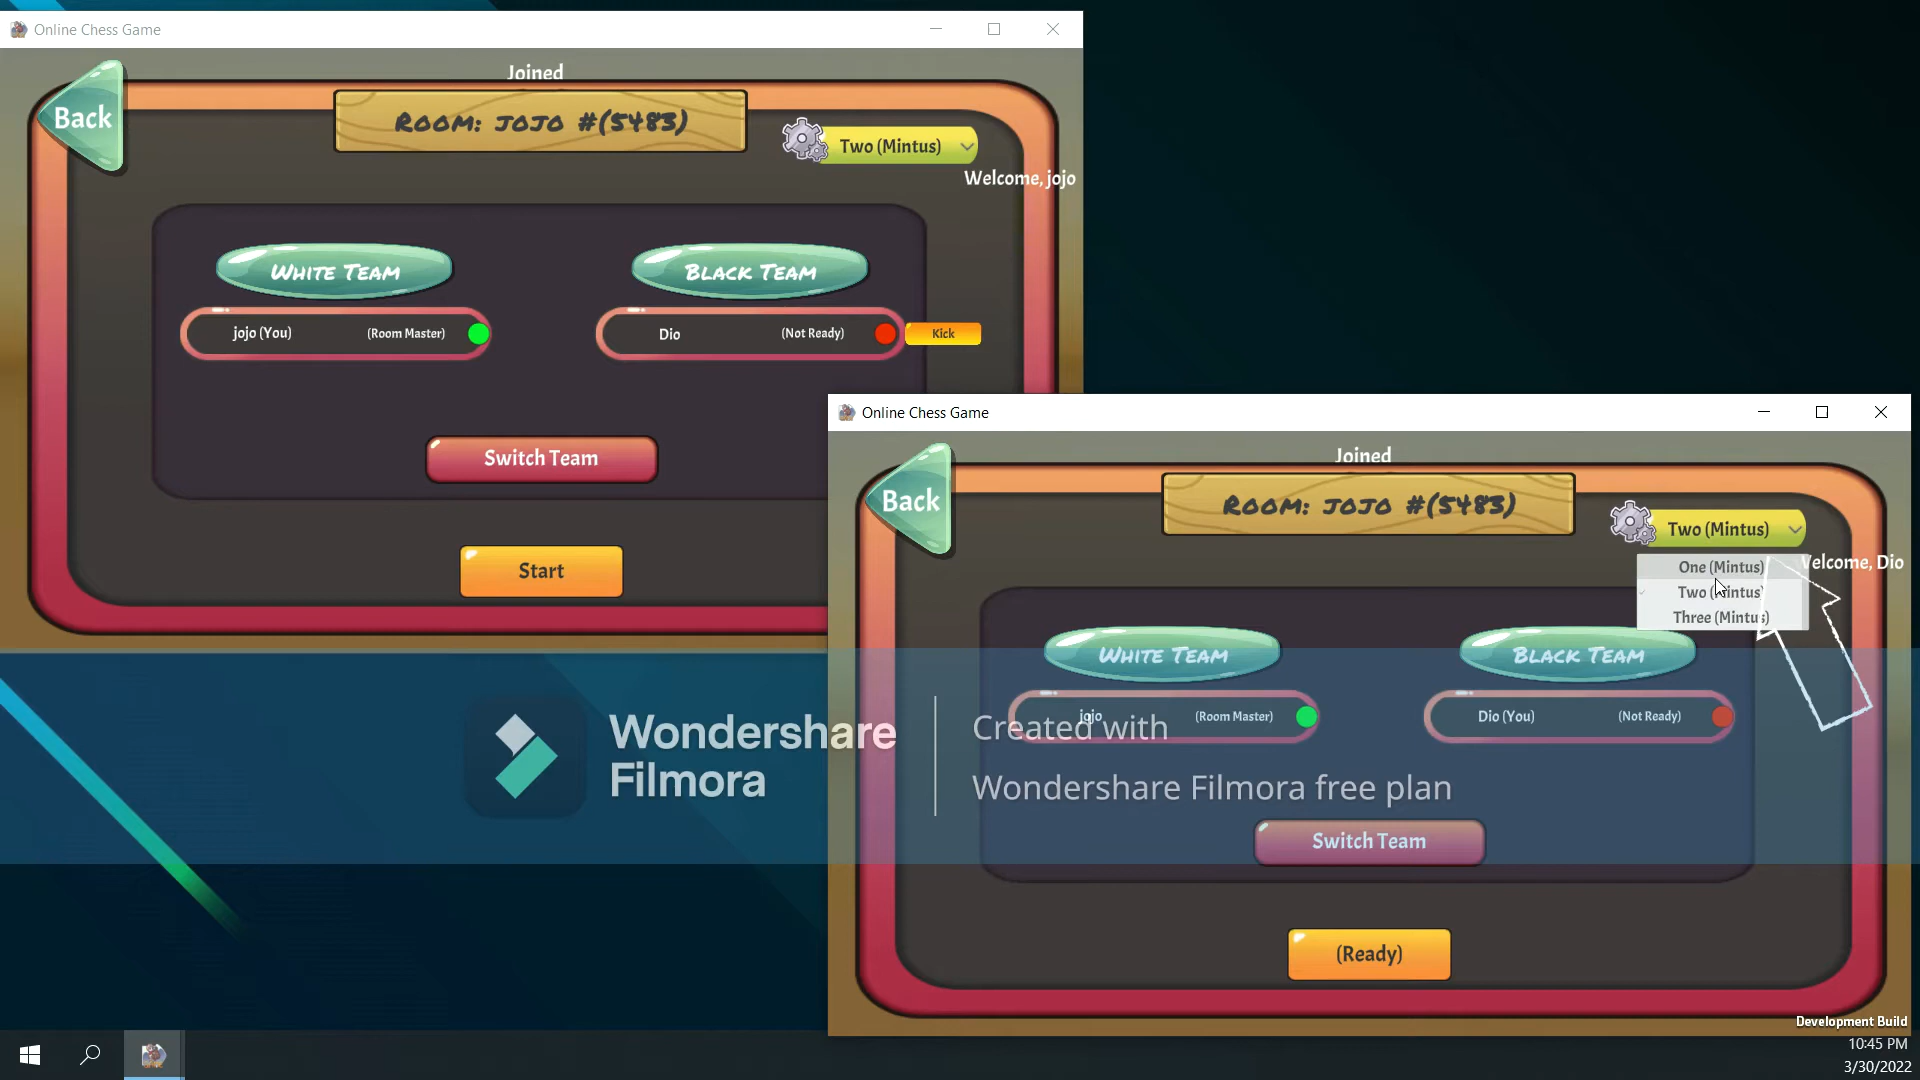 Online Chess Game
Joined
Back
Room: jojo #(5483)
Two (Mintus)
Welcome, jojo
White Team
Black Team
jojo (You)
(Room Master)
Dio
(Not Ready)
Kick
Switch Team
Start
Online Chess Game
Joined
Back
Room: jojo #(5483)
Two (Mintus)
One (Mintus)
Two (Mintus)
Three (Mintus)
Welcome, Dio
White Team
Black Team
jojo
(Room Master)
Dio (You)
(Not Ready)
Wondershare
Filmora
Created with
Wondershare Filmora free plan
Switch Team
(Ready)
Development Build
10:45 PM
3/30/2022